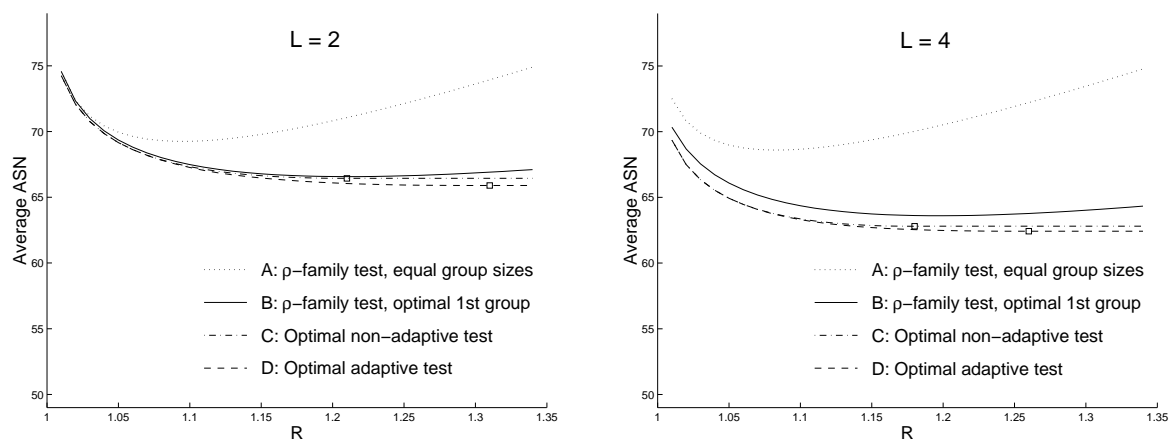 L = 2
75
70
65
60
55
50
Average ASN
A: ρ−family test, equal group sizes
B: ρ−family test, optimal 1st group
C: Optimal non−adaptive test
D: Optimal adaptive test
1 1.05 1.1 1.15 1.2 1.25 1.3 1.35
R
L = 4
75
70
65
60
55
50
Average ASN
A: ρ−family test, equal group sizes
B: ρ−family test, optimal 1st group
C: Optimal non−adaptive test
D: Optimal adaptive test
1 1.05 1.1 1.15 1.2 1.25 1.3 1.35
R